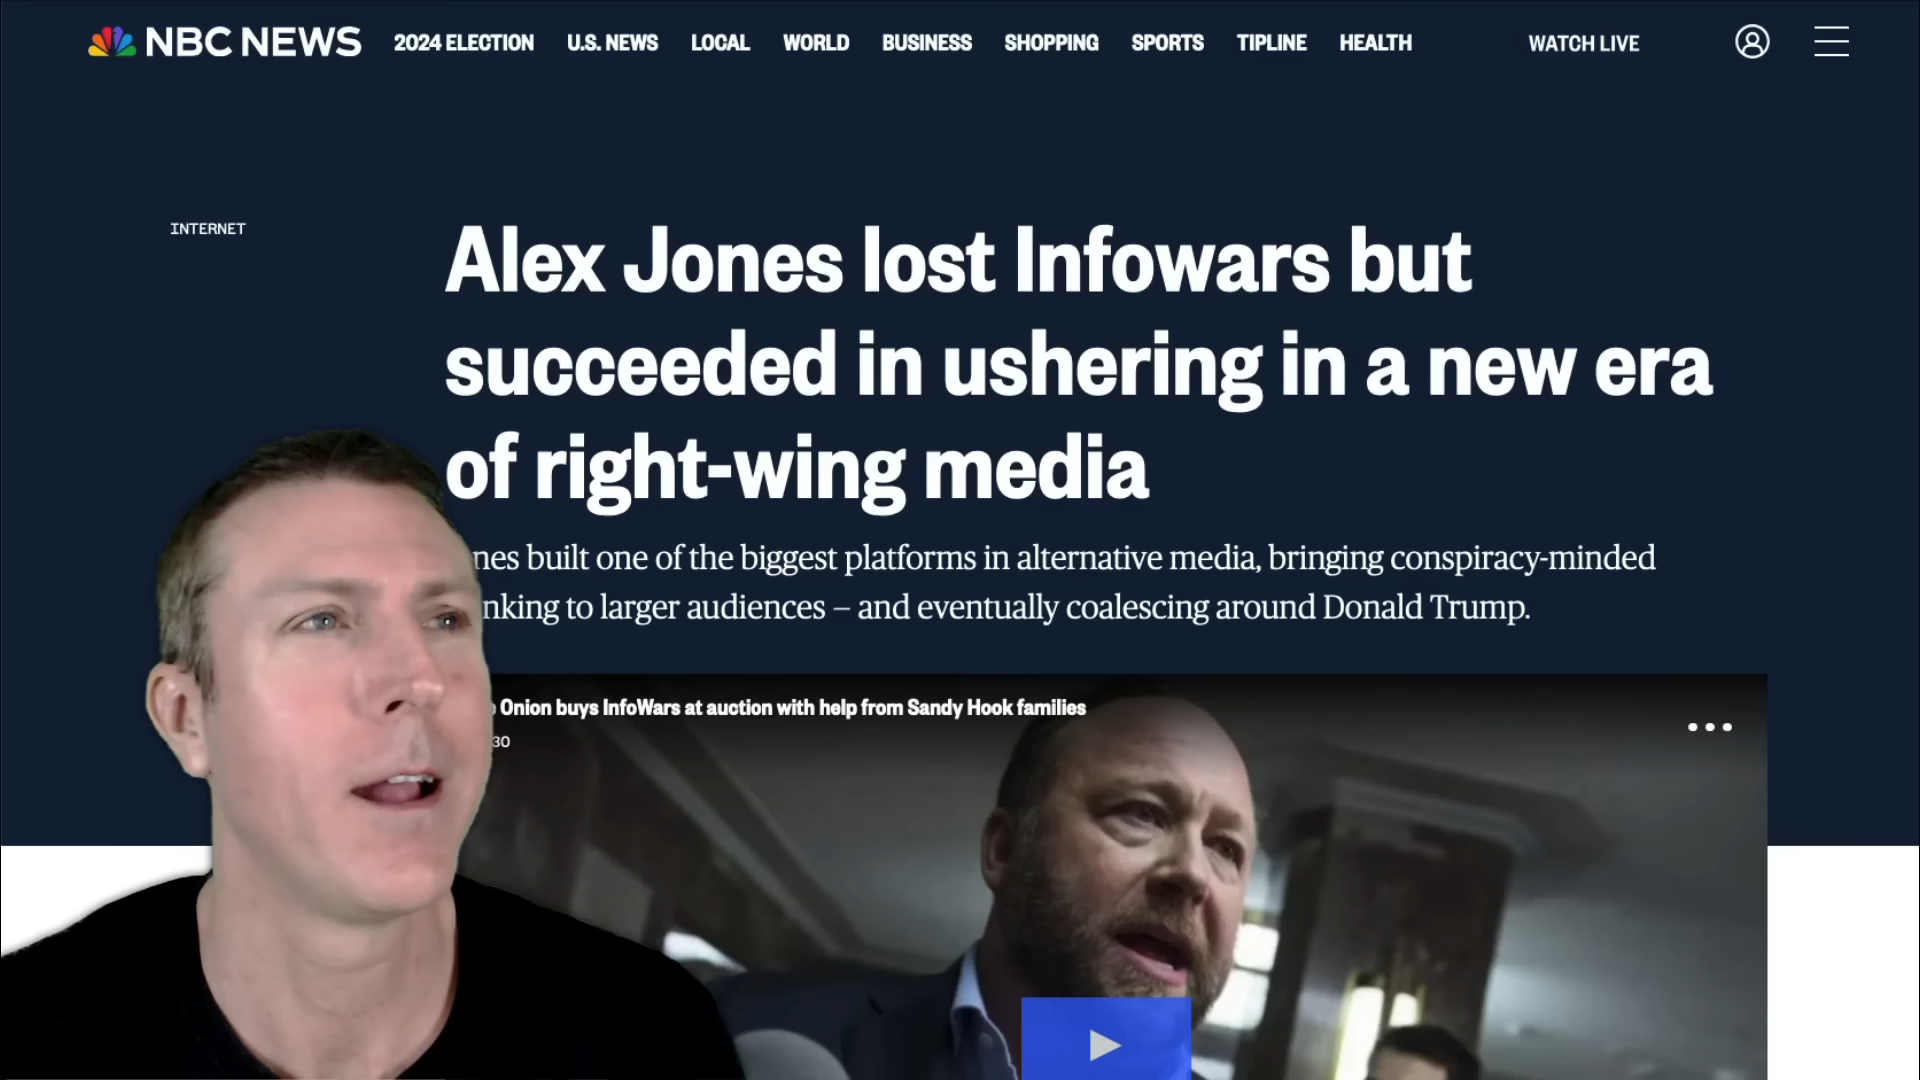 NBC NEWS 2024 ELECTION U.S. NEWS LOCAL WORLD BUSINESS SHOPPING SPORTS TIPLINE HEALTH WATCH LIVE
INTERNET
Alex Jones lost Infowars but
succeeded in ushering in a new era
of right-wing media
built one of the biggest platforms in alternative media, bringing conspiracy-minded
to larger audiences – and eventually coalescing around Donald Trump.
Onion buys InfoWars at auction with help from Sandy Hook families
30